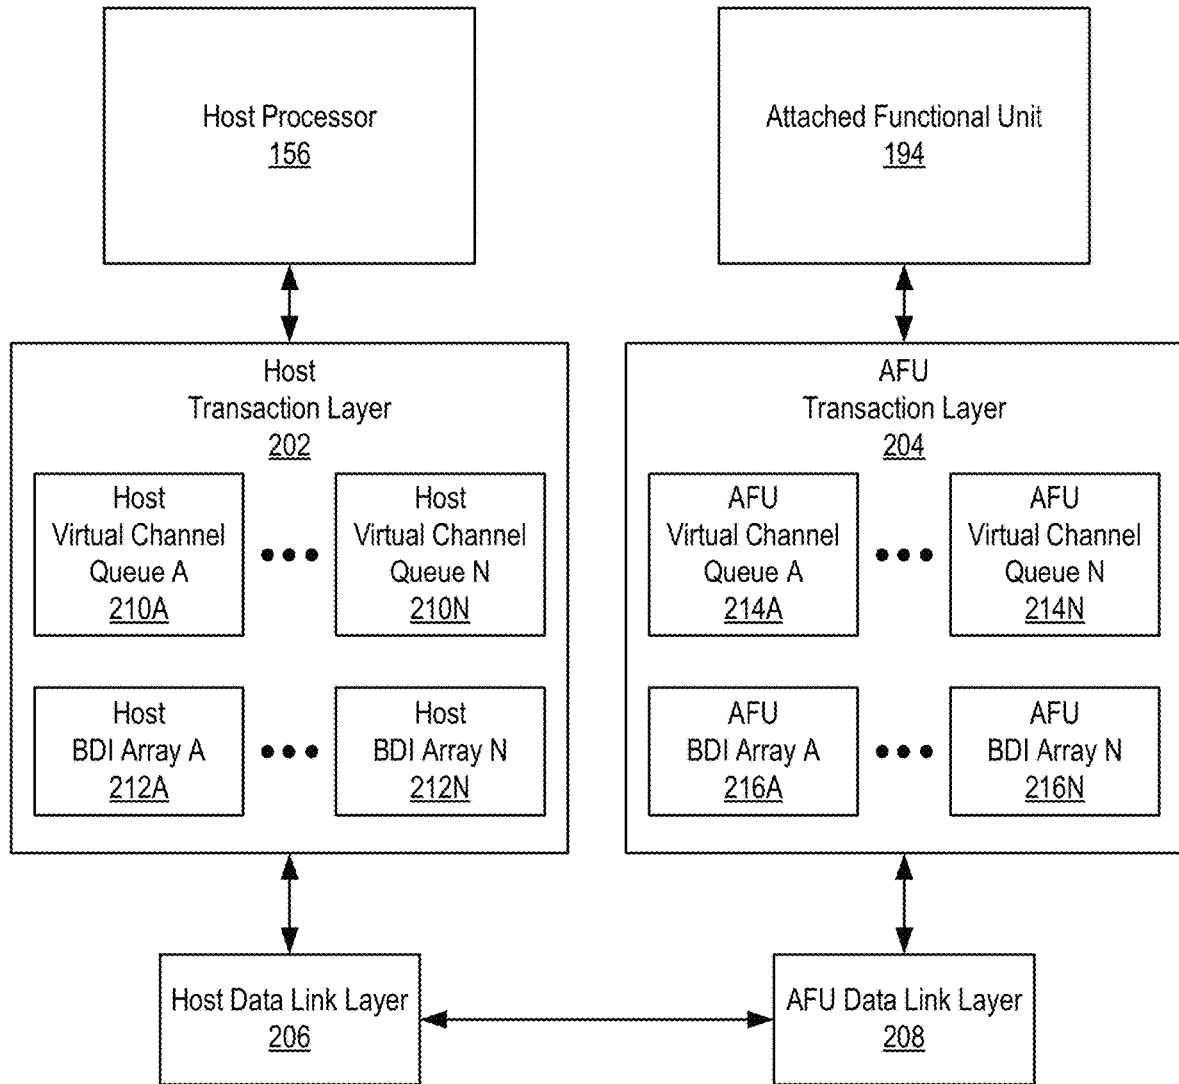 Host Processor
156
Attached Functional Unit
194
Host
Transaction Layer
202
Host
Virtual Channel
Queue A
210A
Host
Virtual Channel
Queue N
210N
Host
BDI Array A
212A
Host
BDI Array N
212N
AFU
Transaction Layer
204
AFU
Virtual Channel
Queue A
214A
AFU
Virtual Channel
Queue N
214N
AFU
BDI Array A
216A
AFU
BDI Array N
216N
Host Data Link Layer
206
AFU Data Link Layer
208